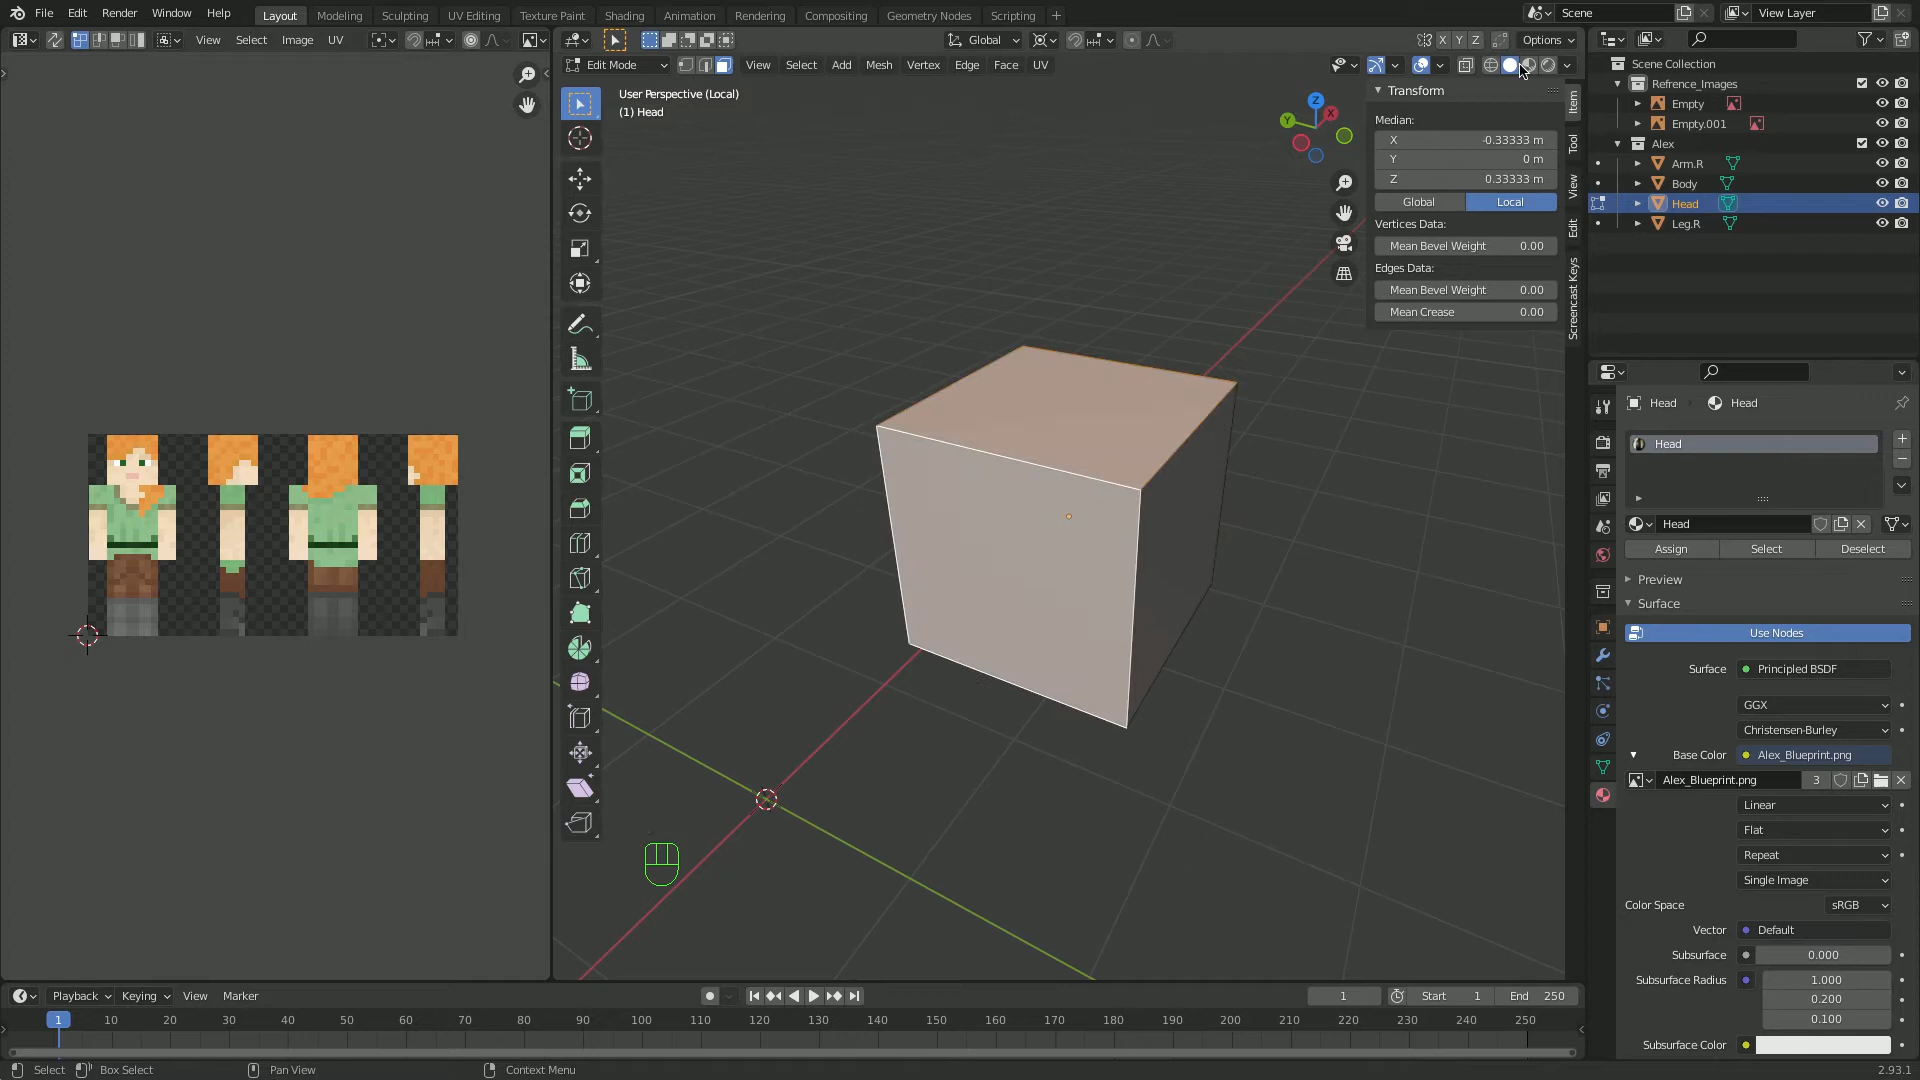 File Edit Render Window Help Layout Modeling Sculpting UV Editing Texture Paint Shading Animation Rendering Compositing Geometry Nodes Scripting Scene View Layer
View Select Image UV
Global Options X Y Z
Edit Mode View Select Add Mesh Vertex Edge Face UV
User Perspective (Local)
(1) Head
Z
Y
X
Transform
Median:
X -0.33333 m
Y 0 m
Z 0.33333 m
Global Local
Vertices Data:
Mean Bevel Weight 0.00
Edges Data:
Mean Bevel Weight 0.00
Mean Crease 0.00
Item
Tool
View
Edit
Screencast Keys
Scene Collection
Refrence_Images
Empty
Empty.001
Alex
Arm.R
Body
Head
Leg.R
Head Head
Head
Head
Assign Select Deselect
Preview
Surface
Use Nodes
Surface Principled BSDF
GGX
Christensen-Burley
Base Color Alex_Blueprint.png
Alex_Blueprint.png 3
Linear
Flat
Repeat
Single Image
Color Space sRGB
Vector Default
Subsurface 0.000
Subsurface Radius 1.000
0.200
0.100
Subsurface Color
Playback Keying View Marker 1 Start 1 End 250
1 10 20 30 40 50 60 70 80 90 100 110 120 130 140 150 160 170 180 190 200 210 220 230 240 250
Select Box Select Pan View Context Menu 2.93.1